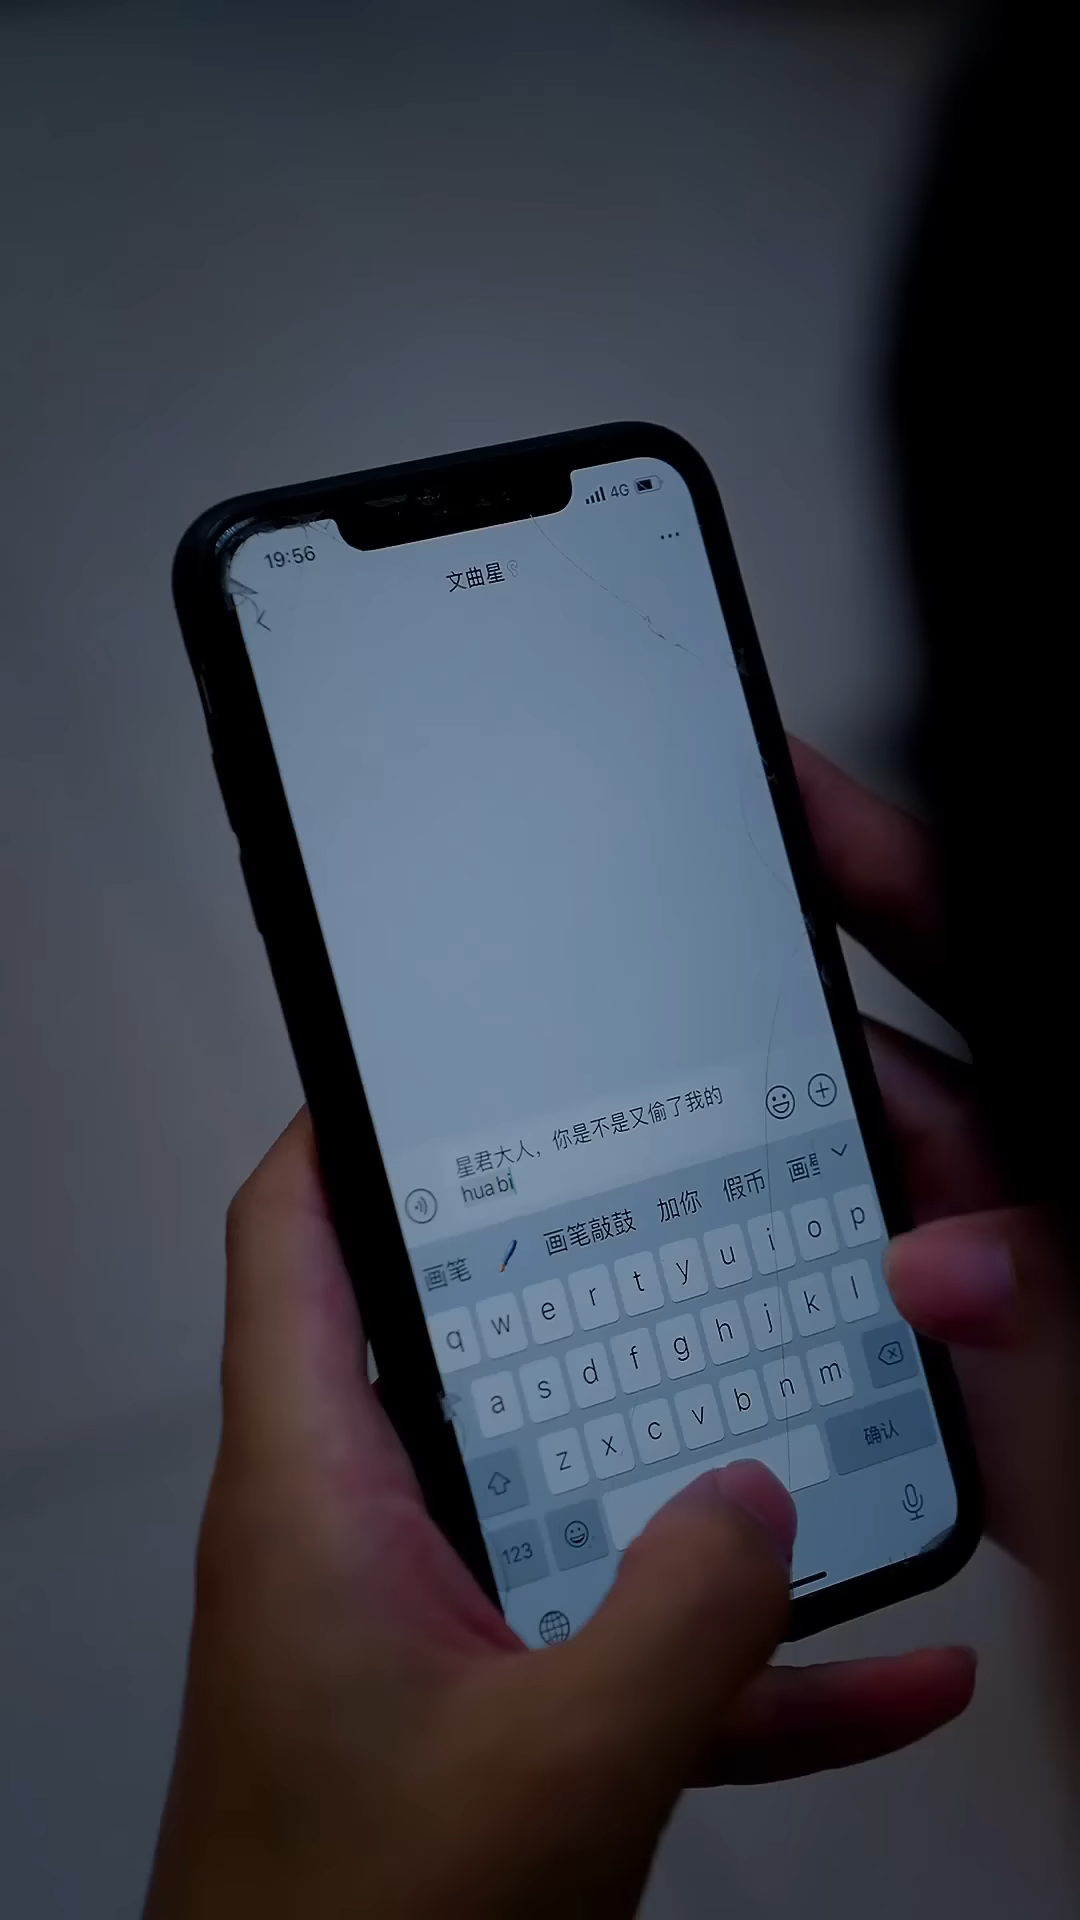 19:56
4G
文曲星
星君大人，你是不是又偷了我的
hua bi
画笔 画笔敲鼓 加你 假币
q w e r t y u i o p
a s d f g h j k l
z x c v b n m
123
确认